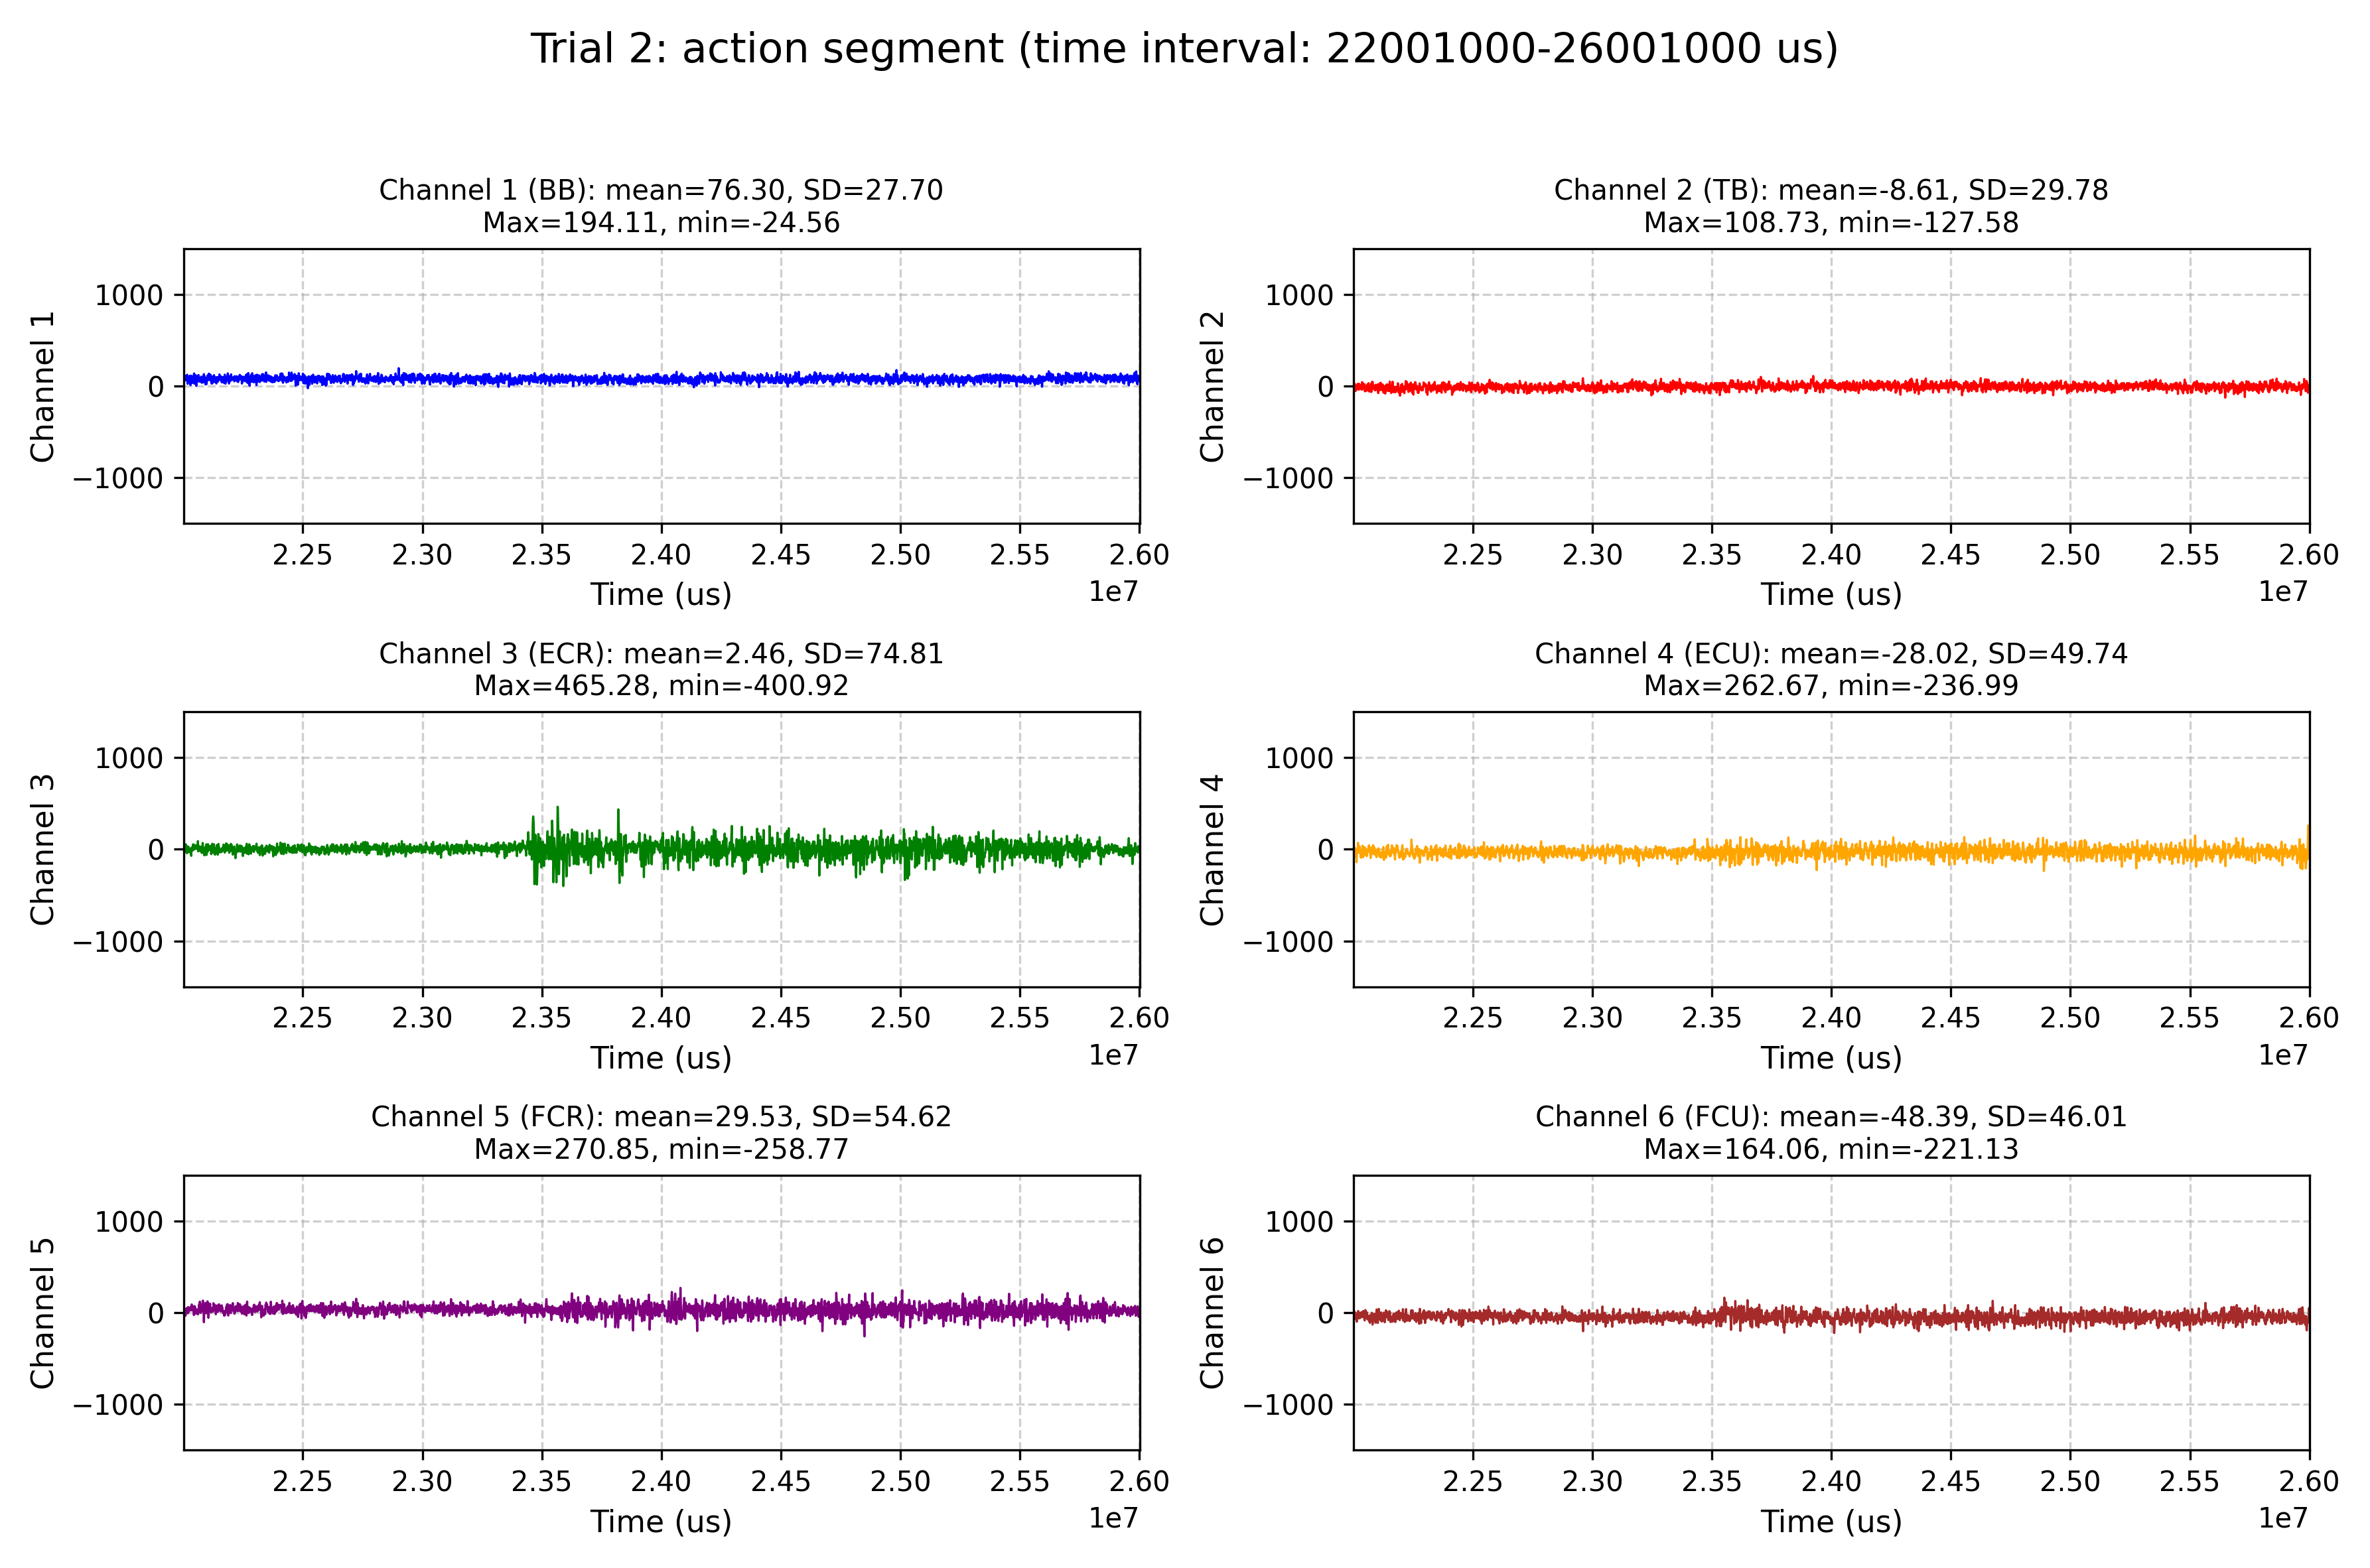 Trial 2: action segment (time interval: 22001000-26001000 us)
Channel 1 (BB): mean=76.30, SD=27.70
Max=194.11, min=-24.56
Channel 1
1000
0
−1000
2.25 2.30 2.35 2.40 2.45 2.50 2.55 2.60
Time (us)
1e7
Channel 2 (TB): mean=-8.61, SD=29.78
Max=108.73, min=-127.58
Channel 2
1000
0
−1000
2.25 2.30 2.35 2.40 2.45 2.50 2.55 2.60
Time (us)
1e7
Channel 3 (ECR): mean=2.46, SD=74.81
Max=465.28, min=-400.92
Channel 3
1000
0
−1000
2.25 2.30 2.35 2.40 2.45 2.50 2.55 2.60
Time (us)
1e7
Channel 4 (ECU): mean=-28.02, SD=49.74
Max=262.67, min=-236.99
Channel 4
1000
0
−1000
2.25 2.30 2.35 2.40 2.45 2.50 2.55 2.60
Time (us)
1e7
Channel 5 (FCR): mean=29.53, SD=54.62
Max=270.85, min=-258.77
Channel 5
1000
0
−1000
2.25 2.30 2.35 2.40 2.45 2.50 2.55 2.60
Time (us)
1e7
Channel 6 (FCU): mean=-48.39, SD=46.01
Max=164.06, min=-221.13
Channel 6
1000
0
−1000
2.25 2.30 2.35 2.40 2.45 2.50 2.55 2.60
Time (us)
1e7